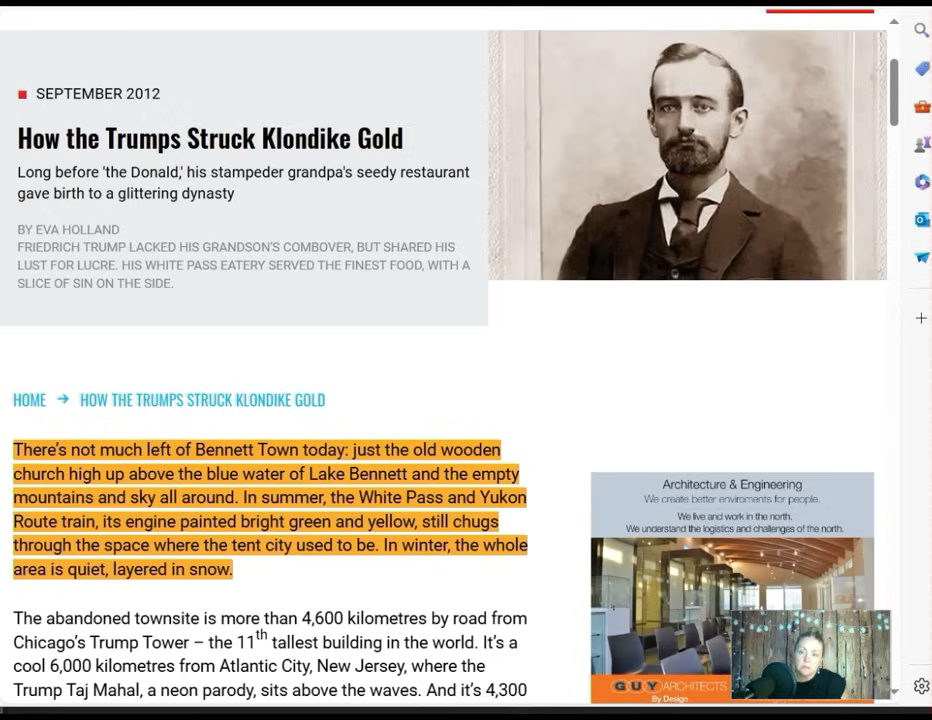 SEPTEMBER 2012
How the Trumps Struck Klondike Gold
Long before 'the Donald,' his stampeder grandpa's seedy restaurant
gave birth to a glittering dynasty
BY EVA HOLLAND
FRIEDRICH TRUMP LACKED HIS GRANDSON'S COMBOVER, BUT SHARED HIS
LUST FOR LUCRE. HIS WHITE PASS EATERY SERVED THE FINEST FOOD, WITH A
SLICE OF SIN ON THE SIDE.
HOME → HOW THE TRUMPS STRUCK KLONDIKE GOLD
There's not much left of Bennett Town today: just the old wooden
church high up above the blue water of Lake Bennett and the empty
mountains and sky all around. In summer, the White Pass and Yukon
Route train, its engine painted bright green and yellow, still chugs
through the space where the tent city used to be. In winter, the whole
area is quiet, layered in snow.
The abandoned townsite is more than 4,600 kilometres by road from
Chicago's Trump Tower – the 11th tallest building in the world. It's a
cool 6,000 kilometres from Atlantic City, New Jersey, where the
Trump Taj Mahal, a neon parody, sits above the waves. And it's 4,300
Architecture & Engineering
We create better enviroments for people.
We live and work in the north.
We understand the logistics and challenges of the north.
GUY ARCHITECTS
By Design